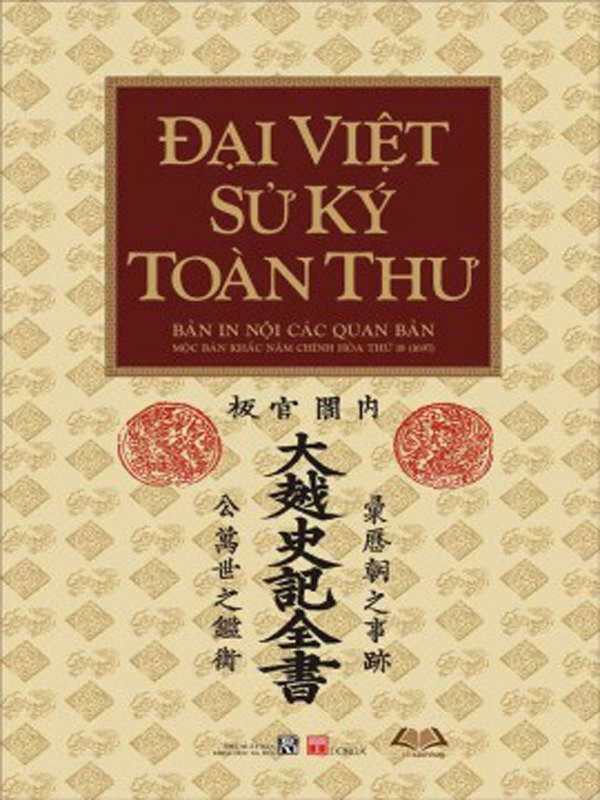 ĐẠI VIỆT
SỬ KÝ
TOÀN THƯ
BẢN IN NỘI CÁC QUAN BẢN
MỘC BẢN KHẮC NĂM CHÍNH HÒA THỨ 18 (1697)
內閣官板
彙歷朝之事跡
大越史記全書
公萬世之鑑衡
ĐÔNG A